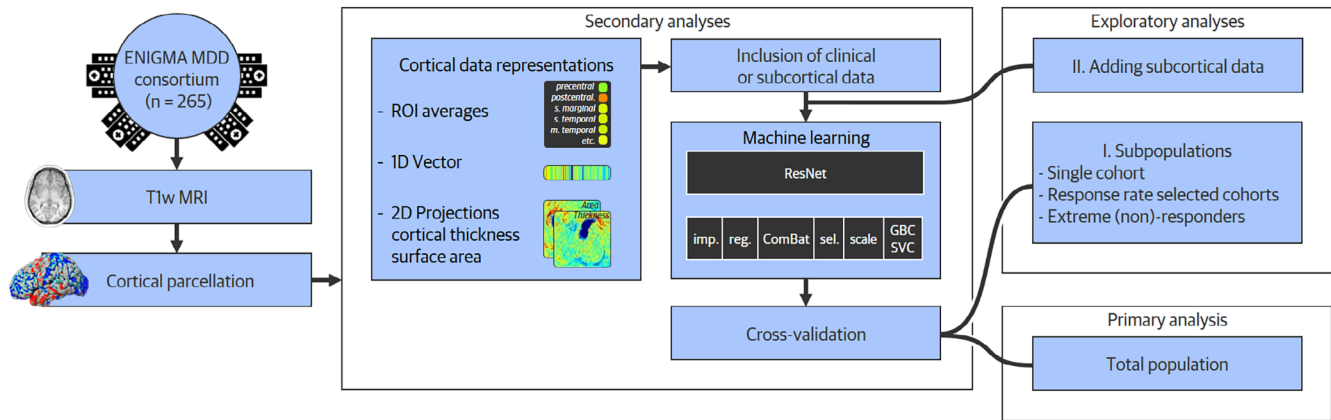 ENIGMA MDD
consortium
(n = 265)
T1w MRI
Cortical parcellation
Secondary analyses
Cortical data representations
- ROI averages
precentral
postcentral.
s. marginal
s. temporal
m. temporal
etc.
- 1D Vector
- 2D Projections
cortical thickness
surface area
Area
Thickness
Inclusion of clinical
or subcortical data
Machine learning
ResNet
imp. reg. ComBat sel. scale GBC
SVC
Cross-validation
Exploratory analyses
II. Adding subcortical data
I. Subpopulations
- Single cohort
- Response rate selected cohorts
- Extreme (non)-responders
Primary analysis
Total population